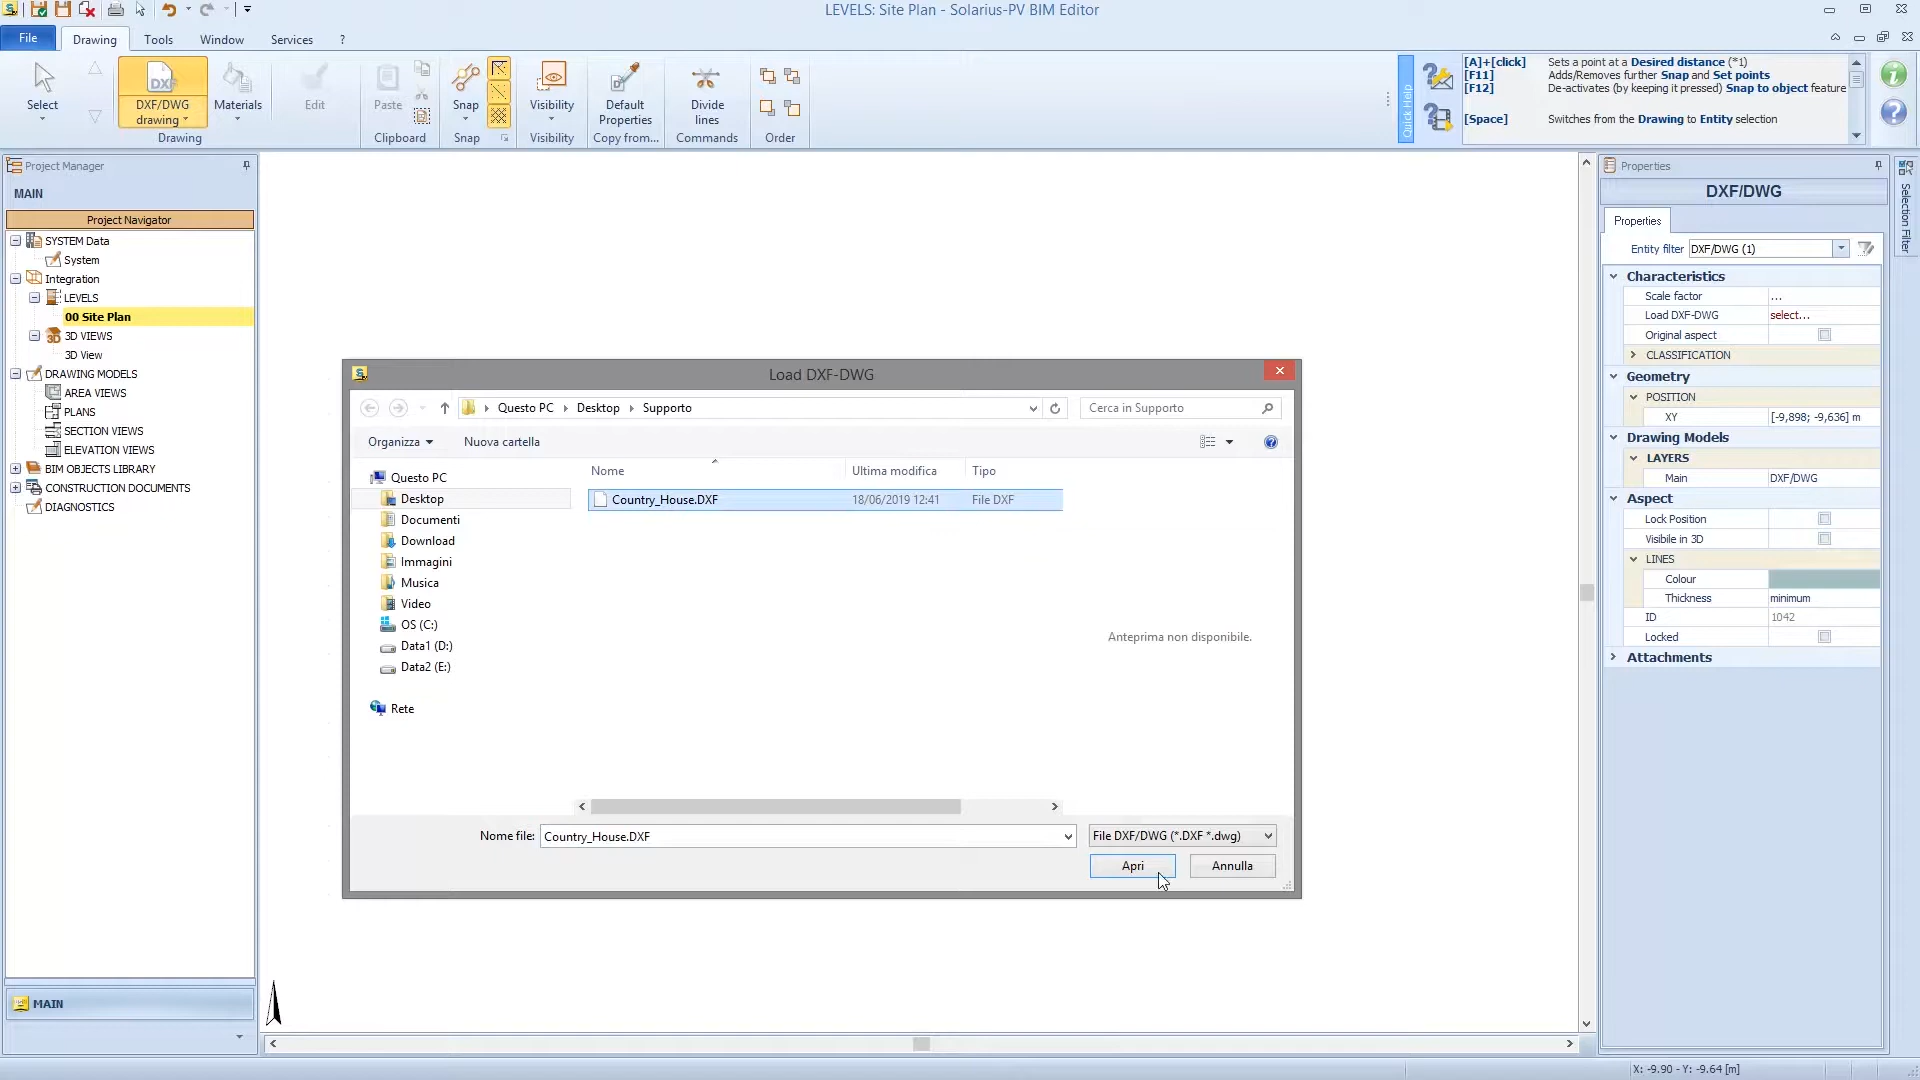 LEVELS: Site Plan - Solarius-PV BIM Editor
File
Drawing
Tools
Window
Services
?
Select
DXF
DXF/DWG
drawing
Materials
Drawing
Edit
Paste
Clipboard
Snap
Snap
Visibility
Visibility
Default
Properties
Copy from...
Divide
lines
Commands
Order
Quick Help
[A]+[click] Sets a point at a Desired distance (*1)
[F11] Adds/Removes further Snap and Set points
[F12] De-activates (by keeping it pressed) Snap to object feature
[Space] Switches from the Drawing to Entity selection
Project Manager
MAIN
Project Navigator
SYSTEM Data
System
Integration
LEVELS
00 Site Plan
3D VIEWS
3D View
DRAWING MODELS
AREA VIEWS
PLANS
SECTION VIEWS
ELEVATION VIEWS
BIM OBJECTS LIBRARY
CONSTRUCTION DOCUMENTS
DIAGNOSTICS
MAIN
Load DXF-DWG
Questo PC
Desktop
Supporto
Cerca in Supporto
Organizza
Nuova cartella
Questo PC
Desktop
Documenti
Download
Immagini
Musica
Video
OS (C:)
Data1 (D:)
Data2 (E:)
Rete
Nome Ultima modifica Tipo
Country_House.DXF 18/06/2019 12:41 File DXF
Anteprima non disponibile.
Nome file: Country_House.DXF
File DXF/DWG (*.DXF *.dwg)
Apri
Annulla
Properties
DXF/DWG
Properties
Entity filter DXF/DWG (1)
Characteristics
Scale factor ...
Load DXF-DWG select...
Original aspect
CLASSIFICATION
Geometry
POSITION
XY [-9,898; -9,636] m
Drawing Models
LAYERS
Main DXF/DWG
Aspect
Lock Position
Visibile in 3D
LINES
Colour
Thickness minimum
ID 1042
Locked
Attachments
Selection Filter
X: -9.90 - Y: -9.64 [m]